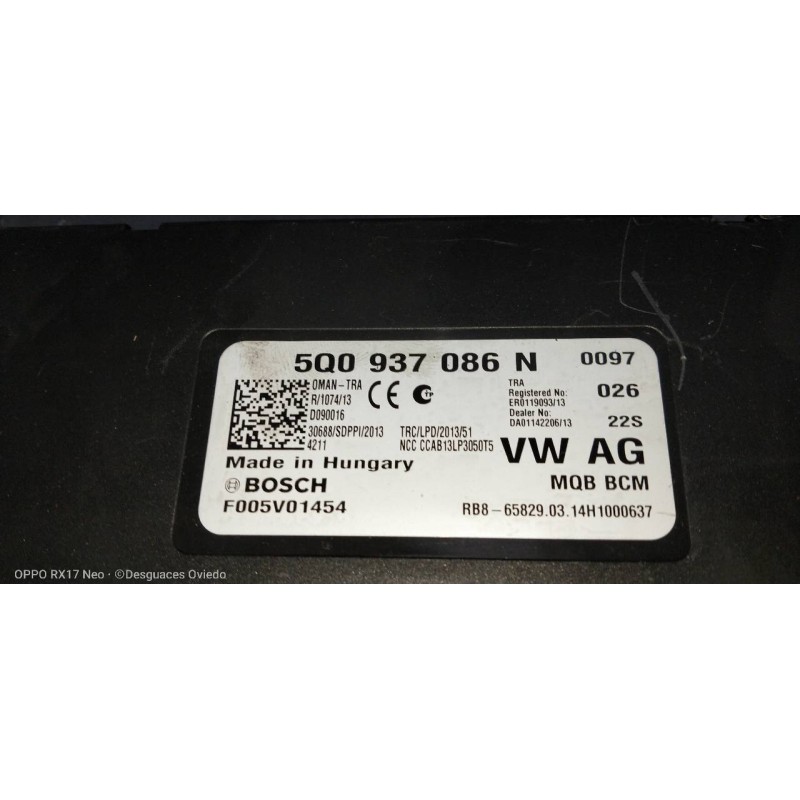 5Q0 937 086 N 0097
OMAN-TRA
R/1074/13
D090016
CE
TRA
Registered No:
ER0119093/13
Dealer No:
DA01142206/13
026
22S
30688/SDPPI/2013
4211
TRC/LPD/2013/51
NCC CCAB13LP3050T5
VW AG
Made in Hungary
MQB BCM
BOSCH
F005V01454
RB8-65829.03.14H1000637
OPPO RX17 Neo · ©Desguaces Oviedo